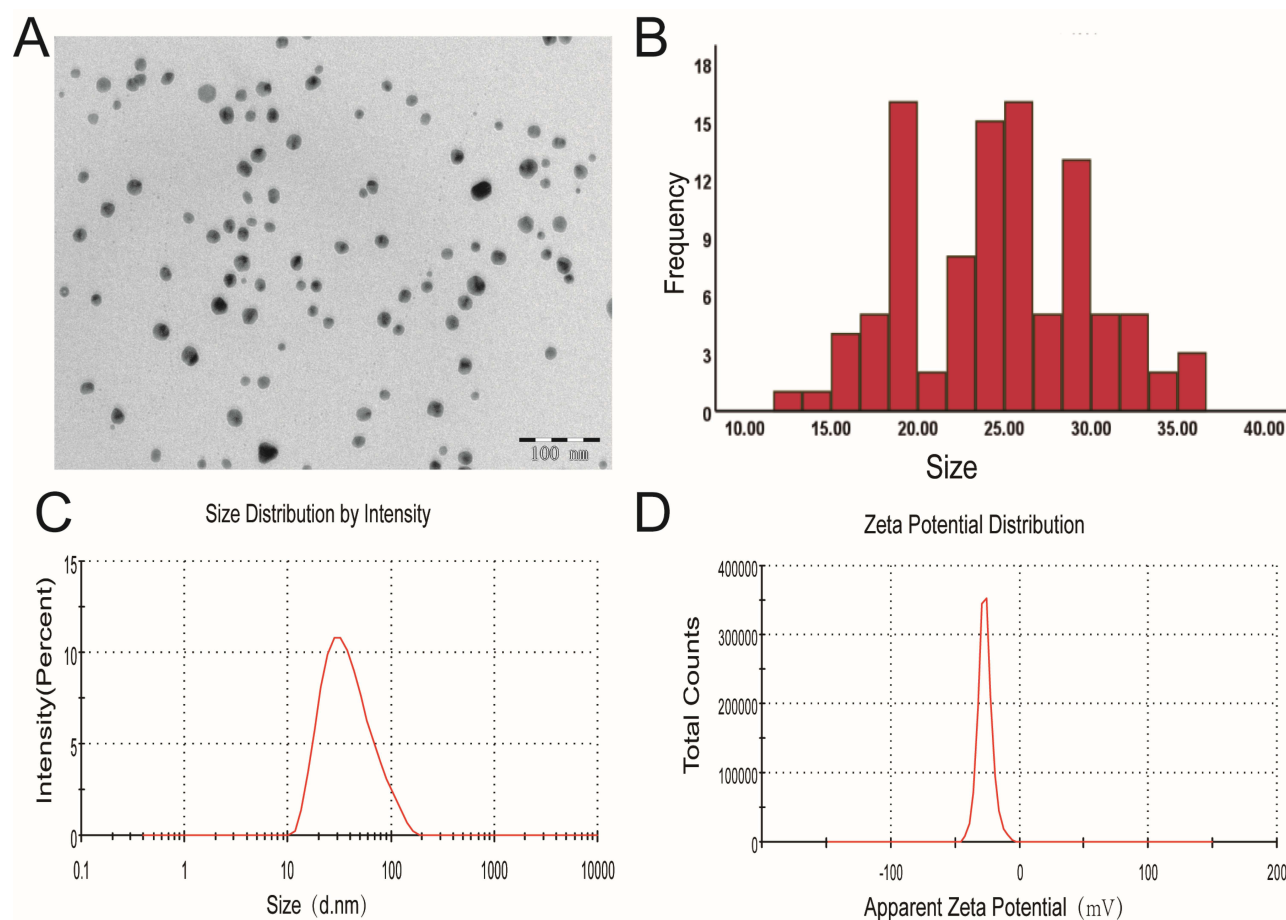 A
100 nm
B
Frequency
18
15
12
9
6
3
0
10.00 15.00 20.00 25.00 30.00 35.00 40.00
Size
C
Size Distribution by Intensity
Intensity(Percent)
15
10
5
0
0.1 1 10 100 1000 10000
Size (d.nm)
D
Zeta Potential Distribution
Total Counts
400000
300000
200000
100000
0
-100 0 100 200
Apparent Zeta Potential (mV)